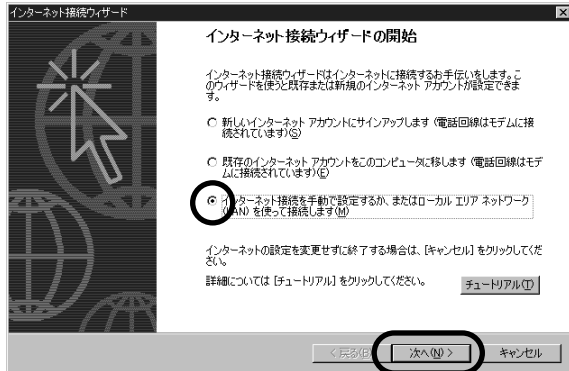 インターネット接続ウィザード
インターネット接続ウィザードの開始
インターネット接続ウィザードはインターネットに接続するお手伝いをします。こ
のウィザードを使うと既存または新規のインターネット アカウントが設定できま
す。
新しいインターネット アカウントにサインアップします (電話回線はモデムに接
続されています)(S)
既存のインターネット アカウントをこのコンピュータに移します (電話回線はモデ
ムに接続されています)(E)
インターネット接続を手動で設定するか、またはローカル エリア ネットワーク
(LAN) を使って接続します(M)
インターネットの設定を変更せずに終了する場合は、[キャンセル] をクリックしてくだ
さい。
詳細については [チュートリアル] をクリックしてください。
チュートリアル(T)
< 戻る(B)
次へ(N) >
キャンセル